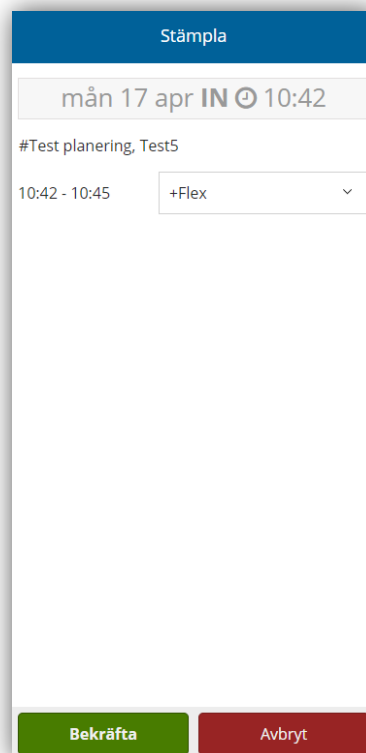 Stämpla
mån 17 apr IN 10:42
#Test planering, Test5
10:42 - 10:45 +Flex
Bekräfta Avbryt